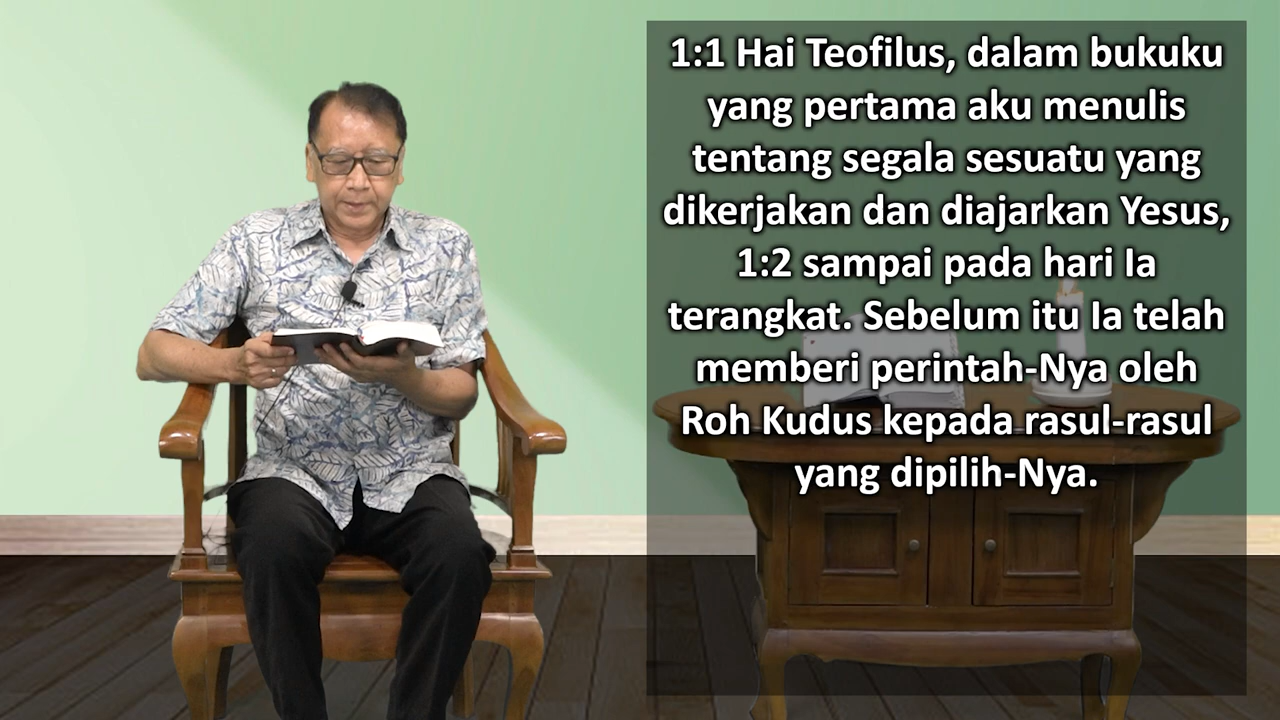 1:1 Hai Teofilus, dalam bukuku
yang pertama aku menulis
tentang segala sesuatu yang
dikerjakan dan diajarkan Yesus,
1:2 sampai pada hari Ia
terangkat. Sebelum itu Ia telah
memberi perintah-Nya oleh
Roh Kudus kepada rasul-rasul
yang dipilih-Nya.